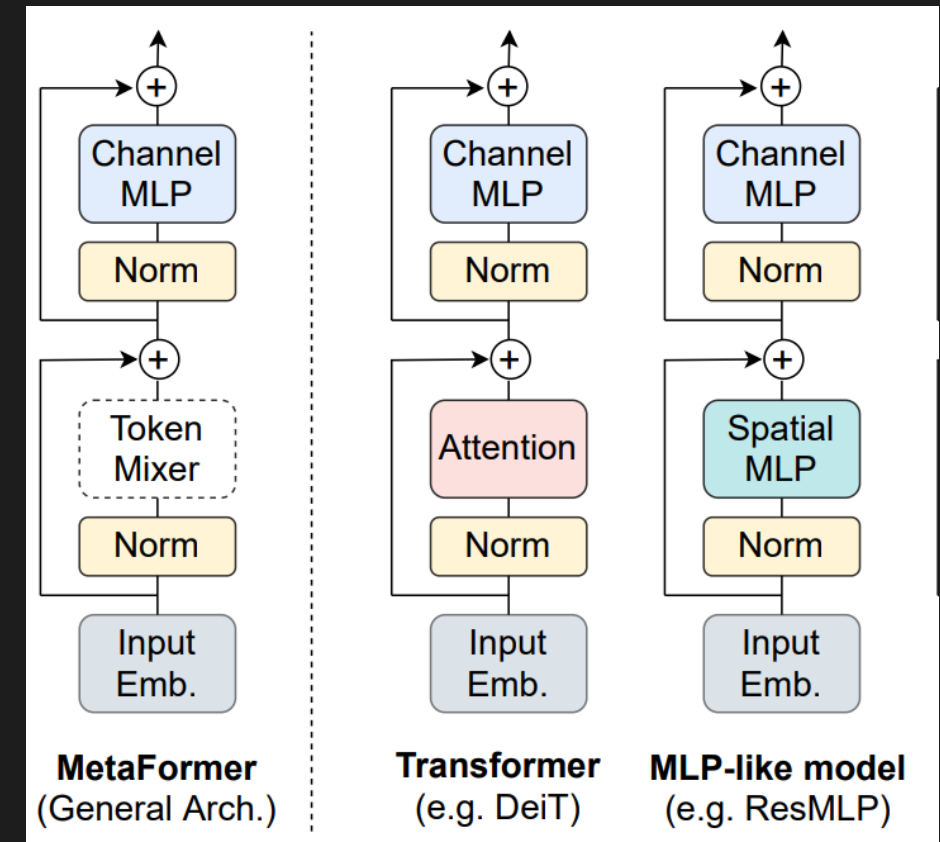 +
Channel
MLP
Norm
+
Token
Mixer
Norm
Input
Emb.
MetaFormer
(General Arch.)
+
Channel
MLP
Norm
+
Attention
Norm
Input
Emb.
Transformer
(e.g. DeiT)
+
Channel
MLP
Norm
+
Spatial
MLP
Norm
Input
Emb.
MLP-like model
(e.g. ResMLP)